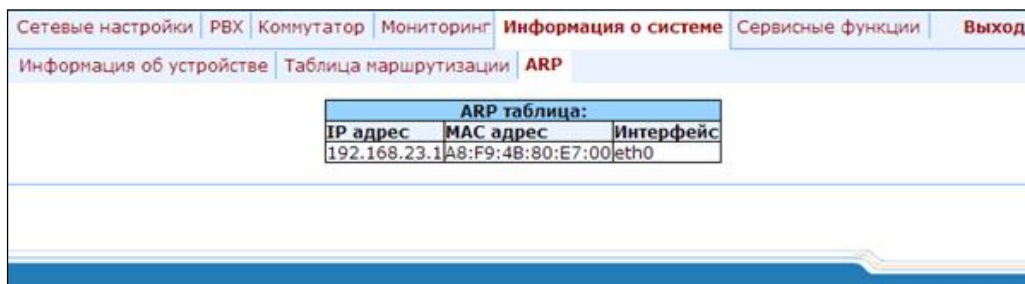 Сетевые настройки PBX Коммутатор Мониторинг Информация о системе Сервисные функции Выход
Информация об устройстве Таблица маршрутизации ARP
ARP таблица:
IP адрес MAC адрес Интерфейс
192.168.23.1 A8:F9:4B:80:E7:00 eth0